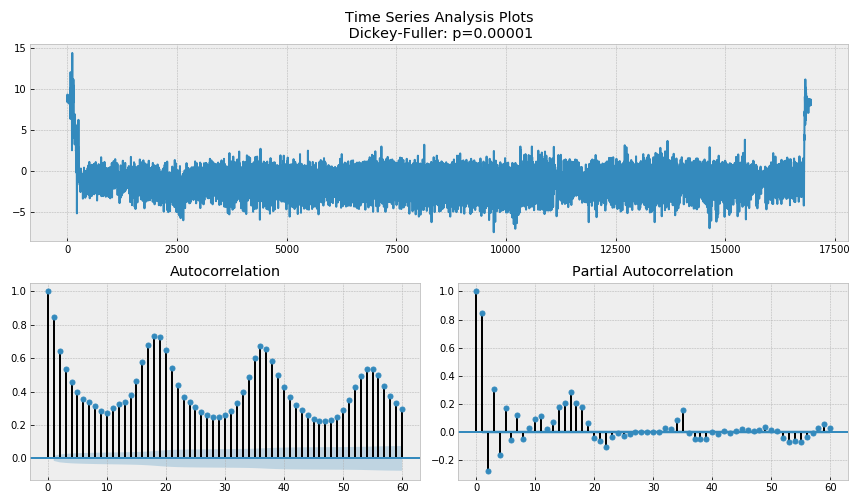 Time Series Analysis Plots
Dickey-Fuller: p=0.00001
15
10
5
0
−5
0 2500 5000 7500 10000 12500 15000 17500
Autocorrelation
1.0
0.8
0.6
0.4
0.2
0.0
0 10 20 30 40 50 60
Partial Autocorrelation
1.0
0.8
0.6
0.4
0.2
0.0
−0.2
0 10 20 30 40 50 60